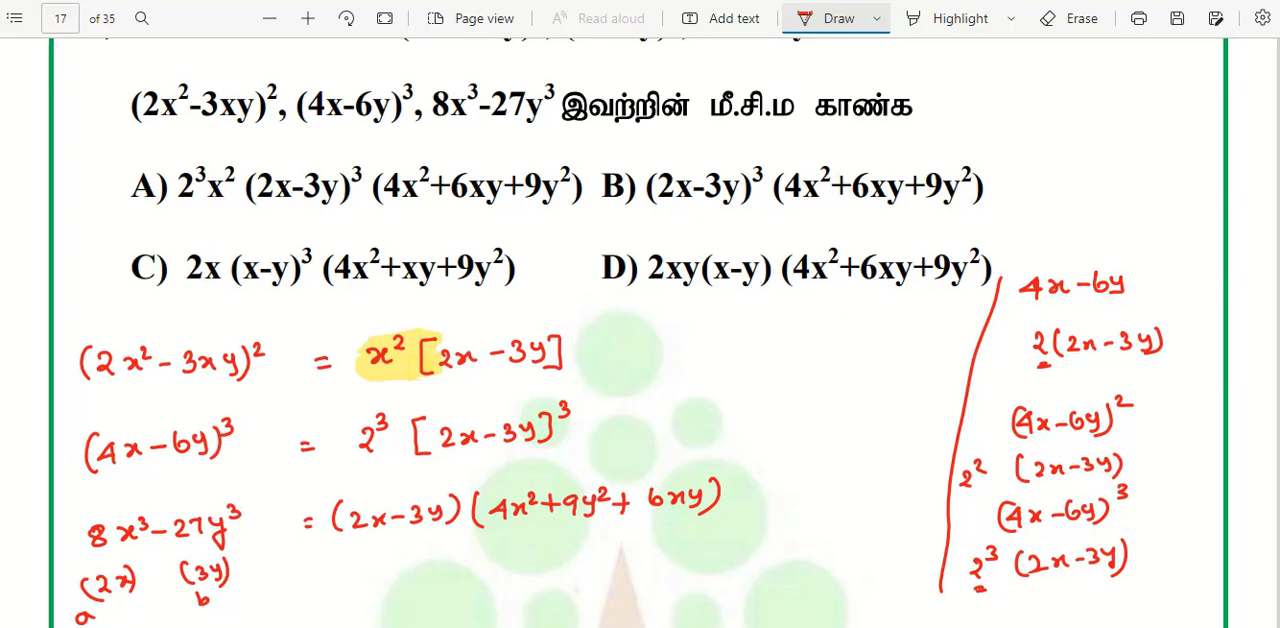 17 of 35 Page view Read aloud Add text Draw Highlight Erase
(2x²-3xy)², (4x-6y)³, 8x³-27y³ இவற்றின் மீ.சி.ம காண்க
A) 2³x² (2x-3y)³ (4x²+6xy+9y²) B) (2x-3y)³ (4x²+6xy+9y²)
C) 2x (x-y)³ (4x²+xy+9y²) D) 2xy(x-y) (4x²+6xy+9y²)
(2x² - 3xy)² = x² [2x - 3y]
(4x - 6y)³ = 2³ [2x - 3y]³
8x³ - 27y³ = (2x - 3y) (4x² + 9y² + 6xy)
(2x) (3y)
a b
4x - 6y
2(2x - 3y)
(4x - 6y)²
2² (2x - 3y)
(4x - 6y)³
2³ (2x - 3y)